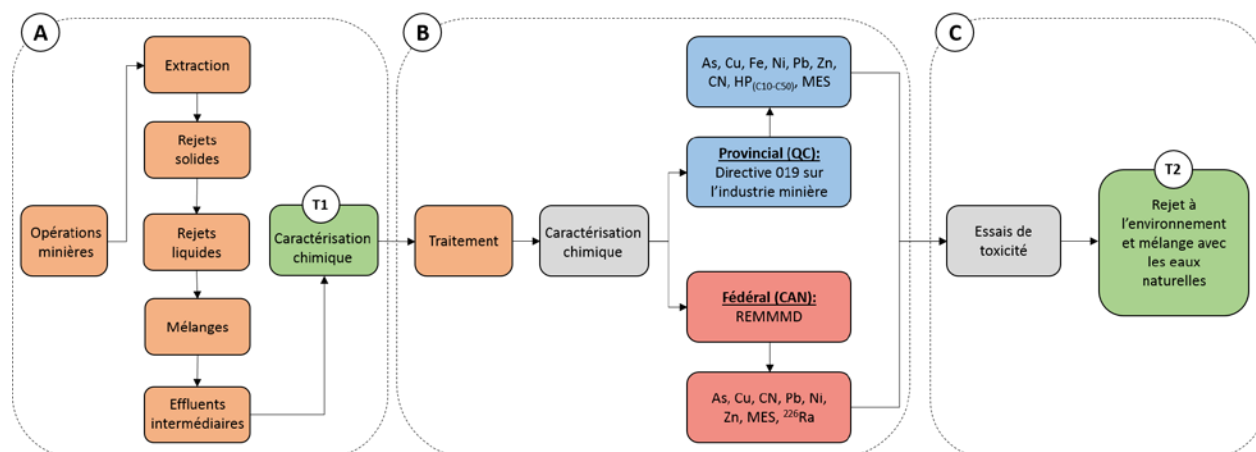 A
Extraction
Rejets
solides
Opérations
minières
Rejets
liquides
Mélanges
Effluents
intermédiaires
T1
Caractérisation
chimique
B
Traitement
Caractérisation
chimique
As, Cu, Fe, Ni, Pb, Zn,
CN, HP(C10-C50), MES
Provincial (QC):
Directive 019 sur
l'industrie minière
Fédéral (CAN):
REMMMD
As, Cu, CN, Pb, Ni,
Zn, MES, ²²⁶Ra
C
Essais de
toxicité
T2
Rejet à
l'environnement
et mélange avec
les eaux
naturelles